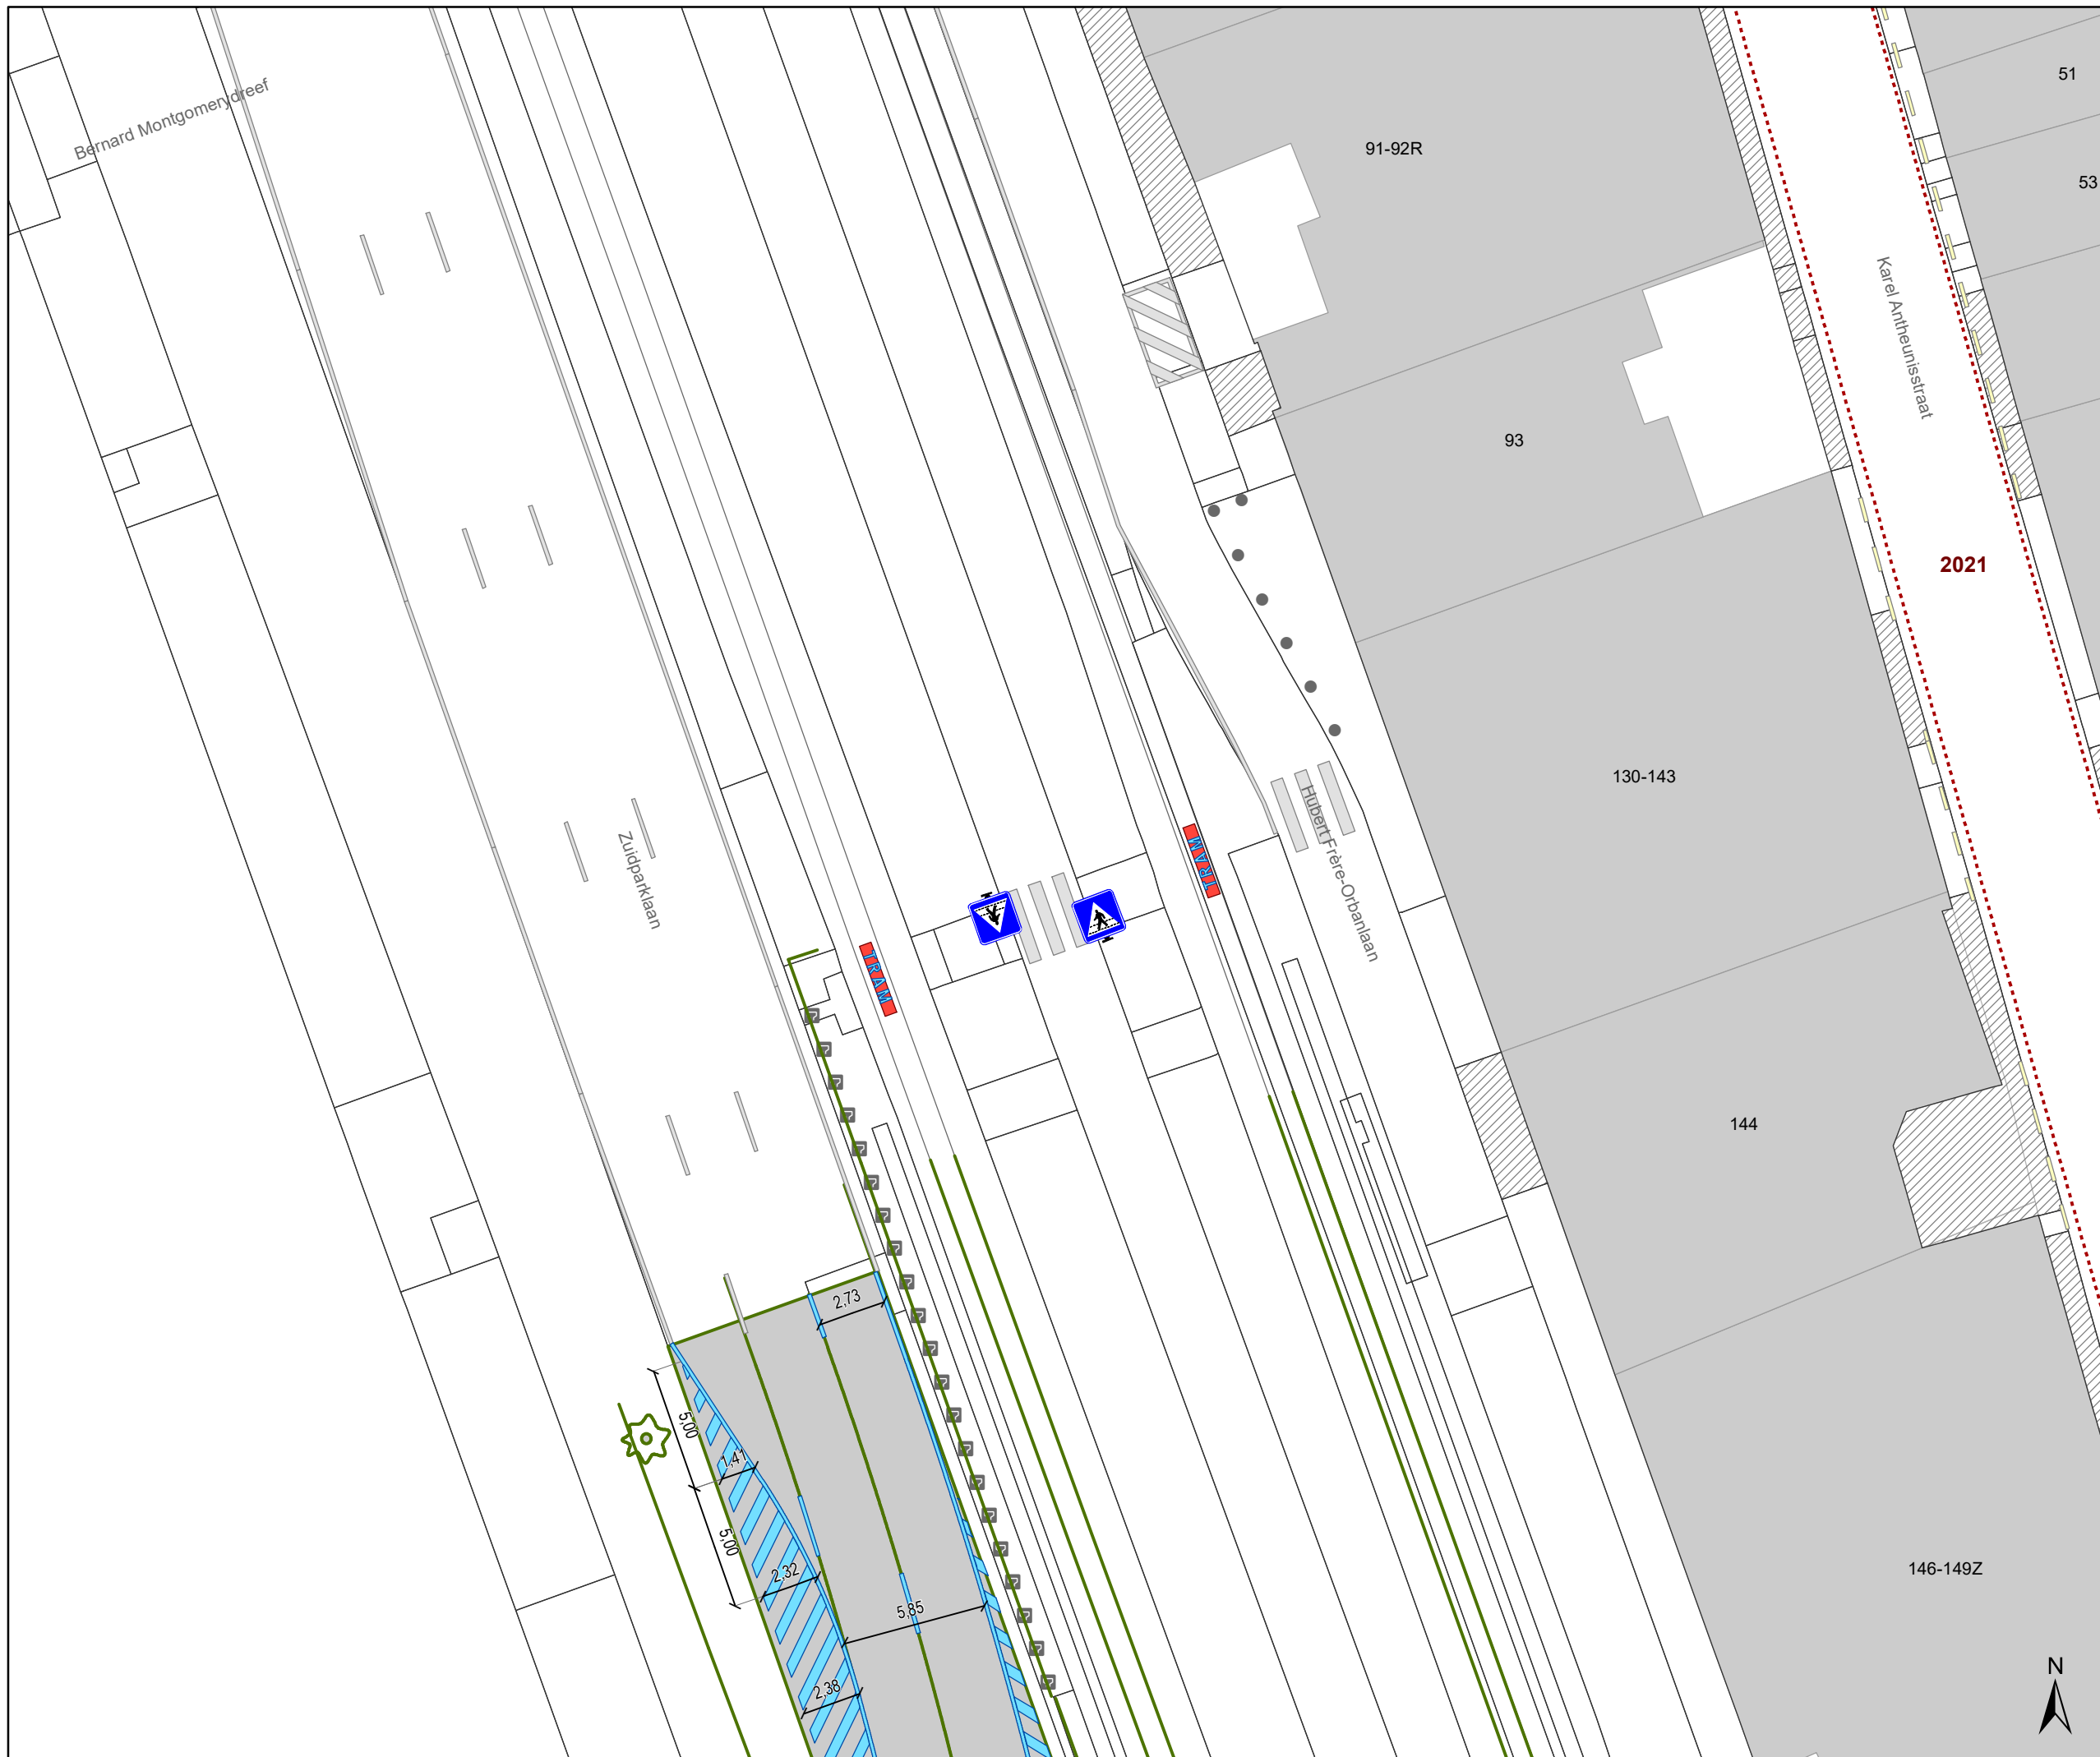 51
Bernard Montgomerydreef
91-92R
53
Karel Antheunisstraat
93
2021
130-143
Zuidparklaan
TRAM
Hubert Frère-Orbanlaan
TRAM
144
2,73
5,00
1,41
5,00
2,32
5,85
146-149Z
2,38
N